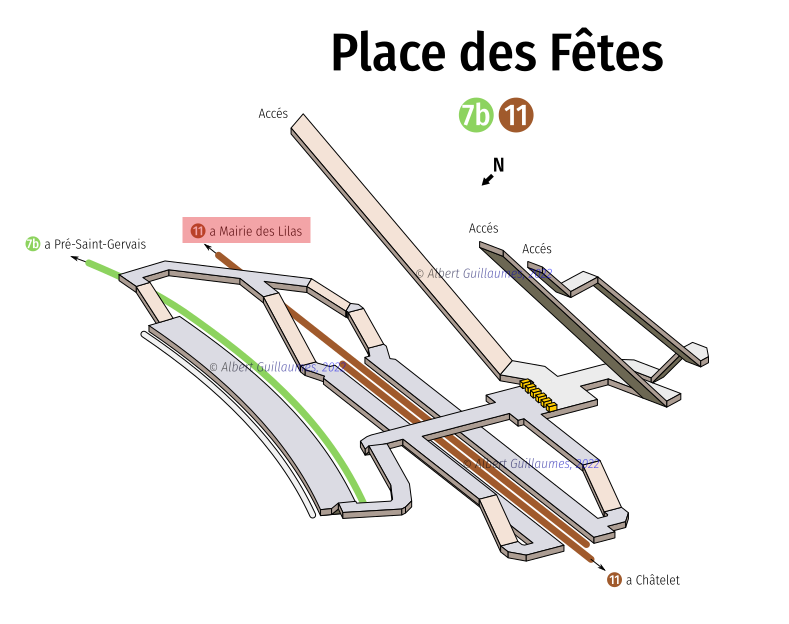 Place des Fêtes
7b 11
Accés
N
Accés
Accés
11 a Mairie des Lilas
7b a Pré-Saint-Gervais
© Albert Guillaumes, 2022
© Albert Guillaumes, 2022
© Albert Guillaumes, 2022
11 a Châtelet